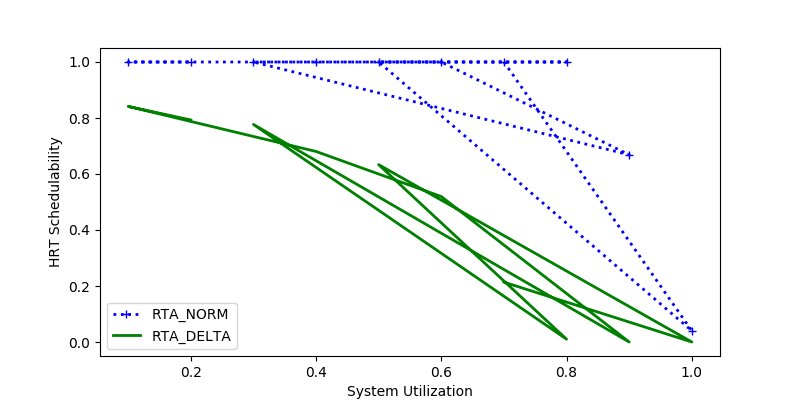 1.0
0.8
0.6
0.4
0.2
0.0
HRT Schedulability
RTA_NORM
RTA_DELTA
0.2 0.4 0.6 0.8 1.0
System Utilization